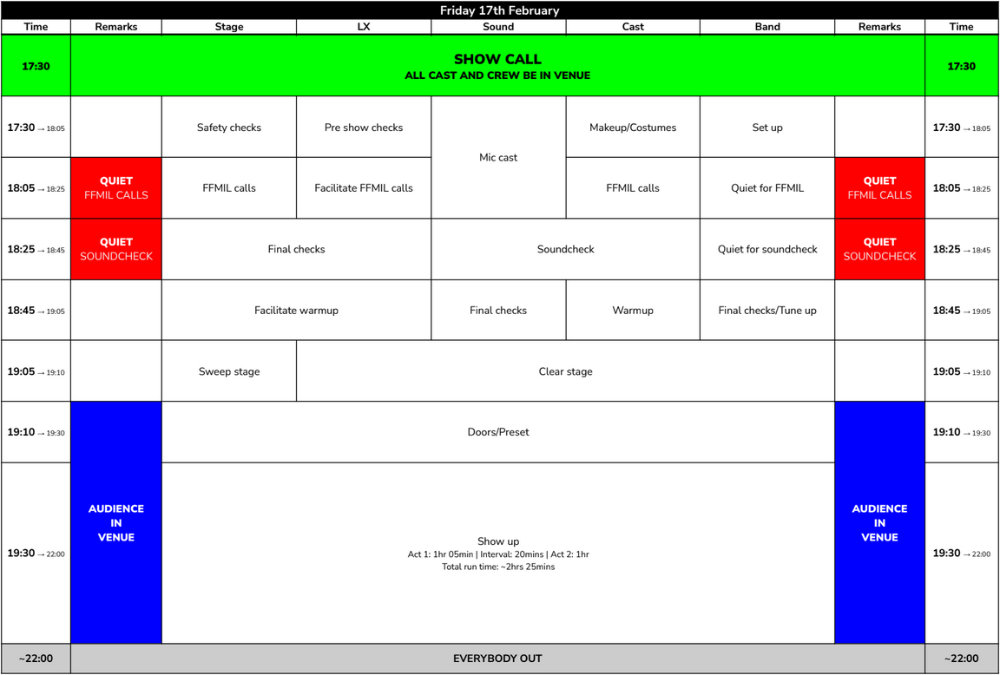 Friday 17th February
Time Remarks Stage LX Sound Cast Band Remarks Time
17:30 SHOW CALL 17:30
ALL CAST AND CREW BE IN VENUE
17:30 → 18:05 Safety checks Pre show checks Mic cast Makeup/Costumes Set up 17:30 → 18:05
18:05 → 18:25 QUIET FFMIL calls Facilitate FFMIL calls FFMIL calls Quiet for FFMIL QUIET 18:05 → 18:25
FFMIL CALLS FFMIL CALLS
18:25 → 18:45 QUIET Final checks Soundcheck Quiet for soundcheck QUIET 18:25 → 18:45
SOUNDCHECK SOUNDCHECK
18:45 → 19:05 Facilitate warmup Final checks Warmup Final checks/Tune up 18:45 → 19:05
19:05 → 19:10 Sweep stage Clear stage 19:05 → 19:10
19:10 → 19:30 Doors/Preset 19:10 → 19:30
AUDIENCE AUDIENCE
IN IN
VENUE VENUE
19:30 → 22:00 Show up 19:30 → 22:00
Act 1: 1hr 05min | Interval: 20mins | Act 2: 1hr
Total run time: ~2hrs 25mins
~22:00 EVERYBODY OUT ~22:00